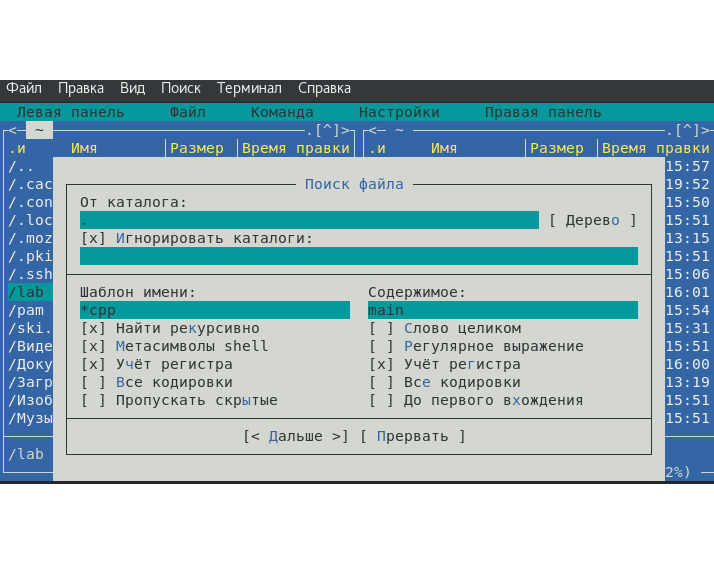 Файл Правка Вид Поиск Терминал Справка
Левая панель Файл Команда Настройки Правая панель
<─ ~ .[^]> <─ ~ .[^]>
.и Имя Размер Время правки .и Имя Размер Время правки
/.. 15:57
/.cac 19:52
/.con 15:50
/.loc 15:51
/.moz 13:15
/.pki 15:51
/.ssh 15:06
/lab 16:01
/pam 15:54
/ski. 15:31
/Виде 15:51
/Доку 16:00
/Загр 13:19
/Изоб 15:51
/Музы 15:51
/lab
2%)
Поиск файла
От каталога:
. [ Дерево ]
[x] Игнорировать каталоги:
Шаблон имени: Содержимое:
*cpp main
[x] Найти рекурсивно [ ] Слово целиком
[x] Метасимволы shell [ ] Регулярное выражение
[x] Учёт регистра [x] Учёт регистра
[ ] Все кодировки [ ] Все кодировки
[ ] Пропускать скрытые [ ] До первого вхождения
[< Дальше >] [ Прервать ]